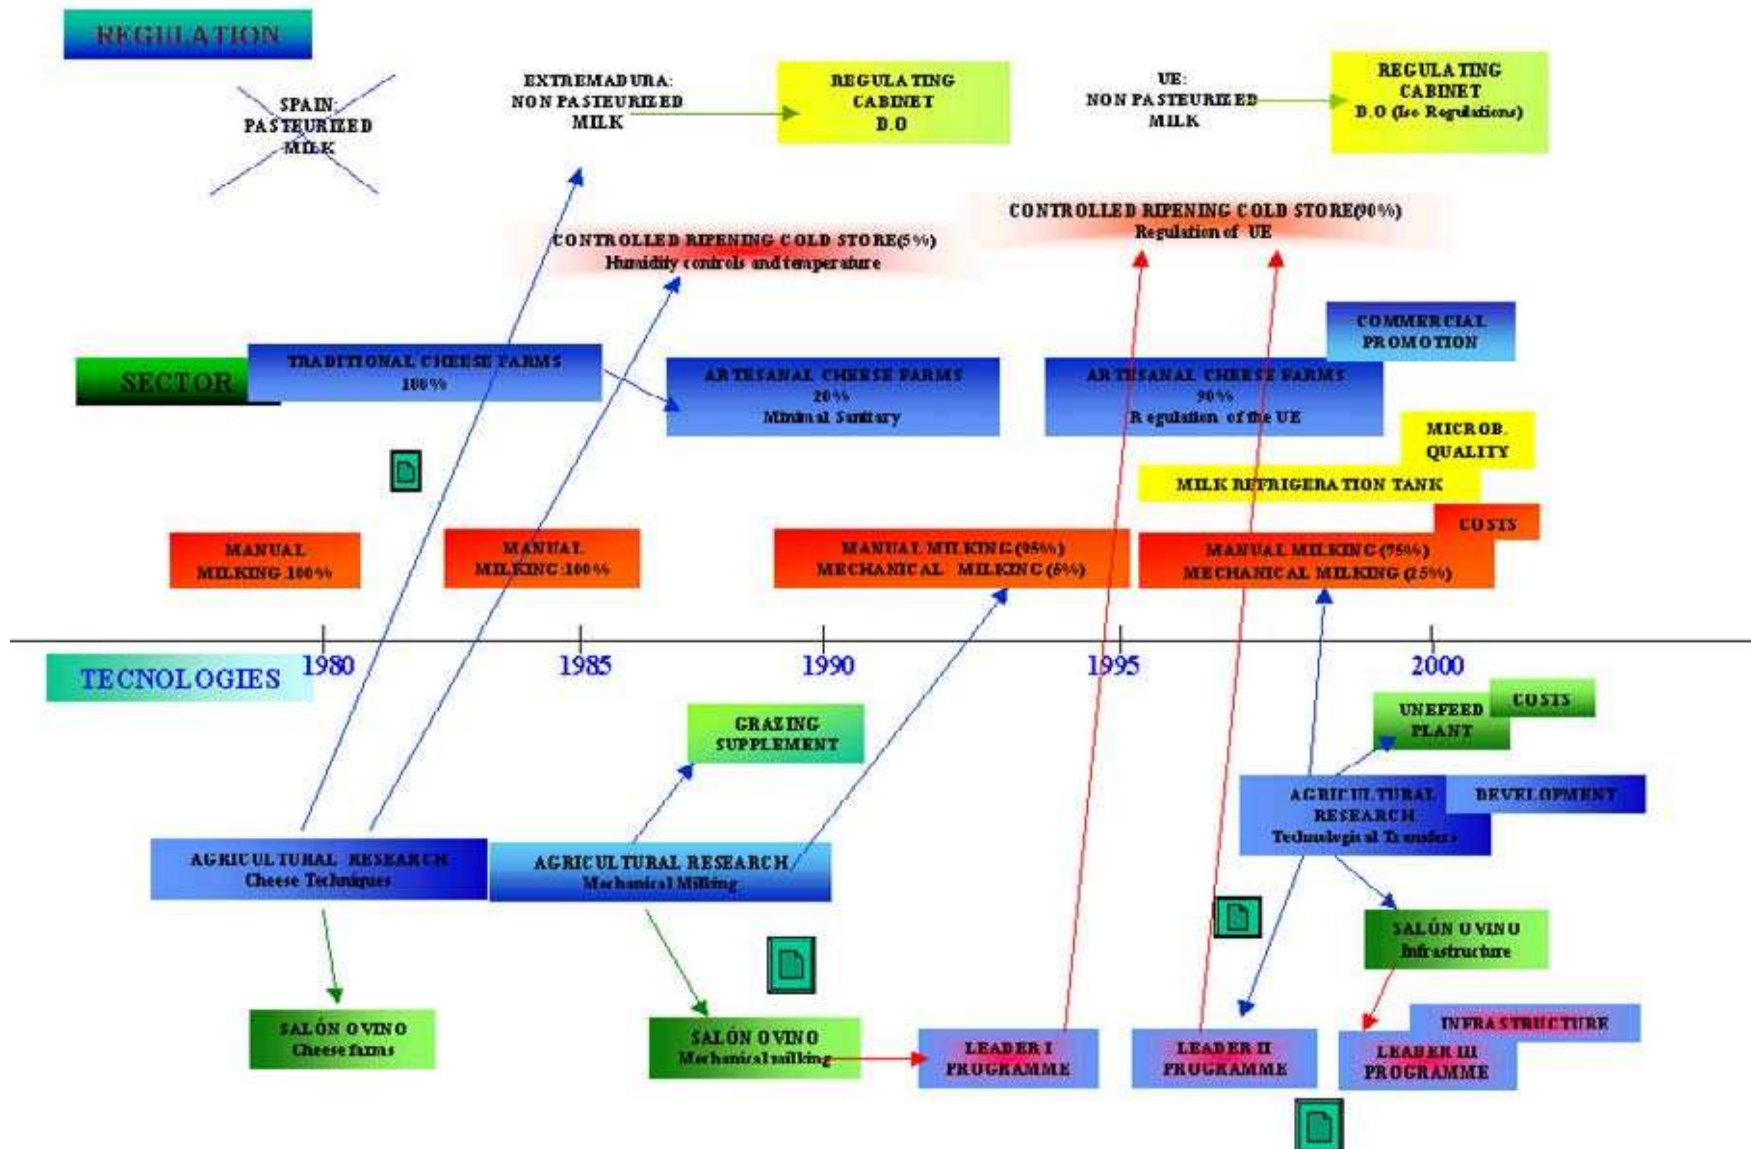 REGULATION
SPAIN:
PASTEURIZED
MILK
EXTREMADURA:
NON PASTEURIZED
MILK
REGULATING
CABINET
D.O
UE:
NON PASTEURIZED
MILK
REGULATING
CABINET
D.O (Iso Regulations)
CONTROLLED RIPENING COLD STORE(5%)
Humidity controls and temperature
CONTROLLED RIPENING COLD STORE(90%)
Regulation of UE
SECTOR
TRADITIONAL CHEESE FARMS
100%
ARTESANAL CHEESE FARMS
20%
Minimal Sanitary
ARTESANAL CHEESE FARMS
90%
Regulation of the UE
COMMERCIAL
PROMOTION
MICROB.
QUALITY
MILK REFRIGERATION TANK
COSTS
MANUAL
MILKING 100%
MANUAL
MILKING 100%
MANUAL MILKING (95%)
MECHANICAL MILKING (5%)
MANUAL MILKING (75%)
MECHANICAL MILKING (25%)
TECNOLOGIES
1980
1985
1990
1995
2000
GRAZING
SUPPLEMENT
UNEFEED
PLANT
COSTS
AGRICULTURAL RESEARCH
Cheese Techniques
AGRICULTURAL RESEARCH
Mechanical Milking
AGRICULTURAL
RESEARCH
Technological Transfers
DEVELOPMENT
SALÓN OVINO
Cheese farms
SALÓN OVINO
Mechanical milking
SALÓN OVINO
Infrastructure
LEADER I
PROGRAMME
LEADER II
PROGRAMME
LEADER III
PROGRAMME
INFRASTRUCTURE